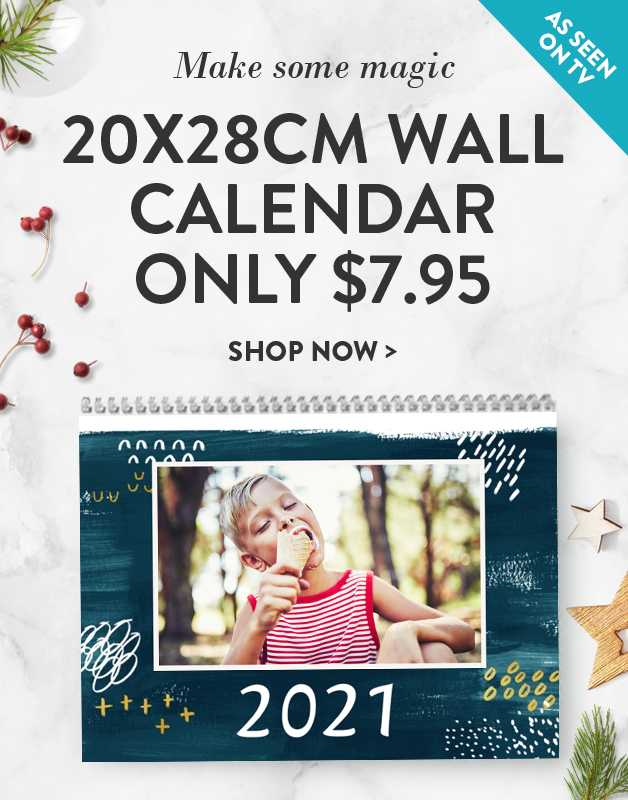 AS SEEN
ON TV
Make some magic
20X28CM WALL
CALENDAR
ONLY $7.95
SHOP NOW >
2021